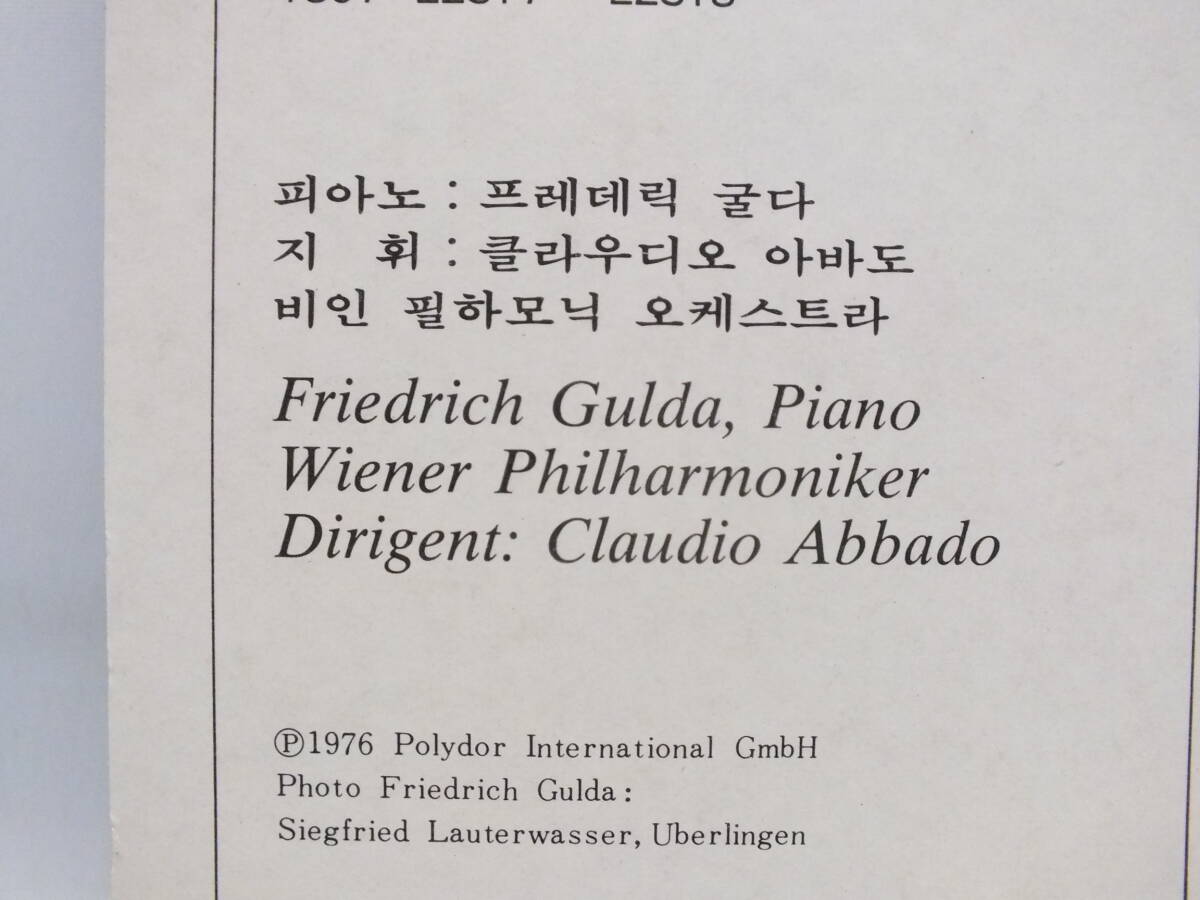 피아노 : 프레데릭 굴다
지 휘 : 클라우디오 아바도
비인 필하모닉 오케스트라
Friedrich Gulda, Piano
Wiener Philharmoniker
Dirigent: Claudio Abbado
Ⓟ1976 Polydor International GmbH
Photo Friedrich Gulda :
Siegfried Lauterwasser, Uberlingen